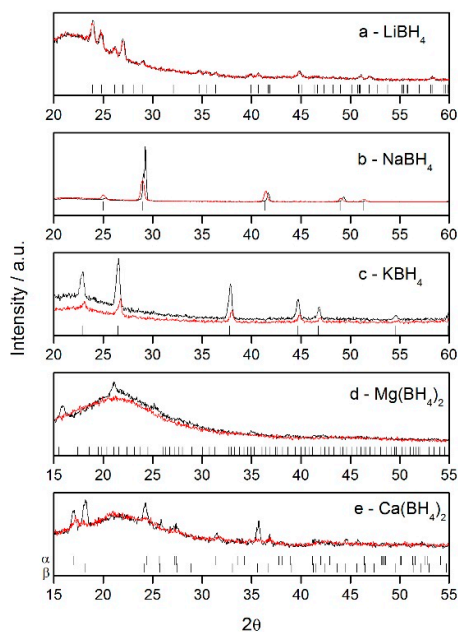 a - LiBH4
20 25 30 35 40 45 50 55 60
b - NaBH4
20 25 30 35 40 45 50 55 60
c - KBH4
20 25 30 35 40 45 50 55 60
d - Mg(BH4)2
15 20 25 30 35 40 45 50 55
e - Ca(BH4)2
α
β
15 20 25 30 35 40 45 50 55
2θ
Intensity / a.u.